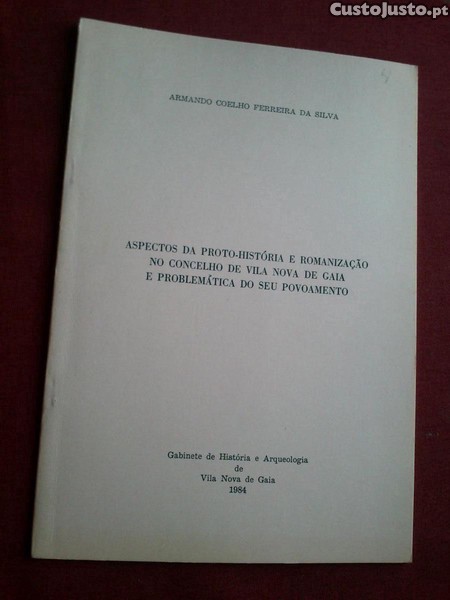 CustoJusto.pt
ARMANDO COELHO FERREIRA DA SILVA
ASPECTOS DA PROTO-HISTÓRIA E ROMANIZAÇÃO
NO CONCELHO DE VILA NOVA DE GAIA
E PROBLEMÁTICA DO SEU POVOAMENTO
Gabinete de História e Arqueologia
de
Vila Nova de Gaia
1984